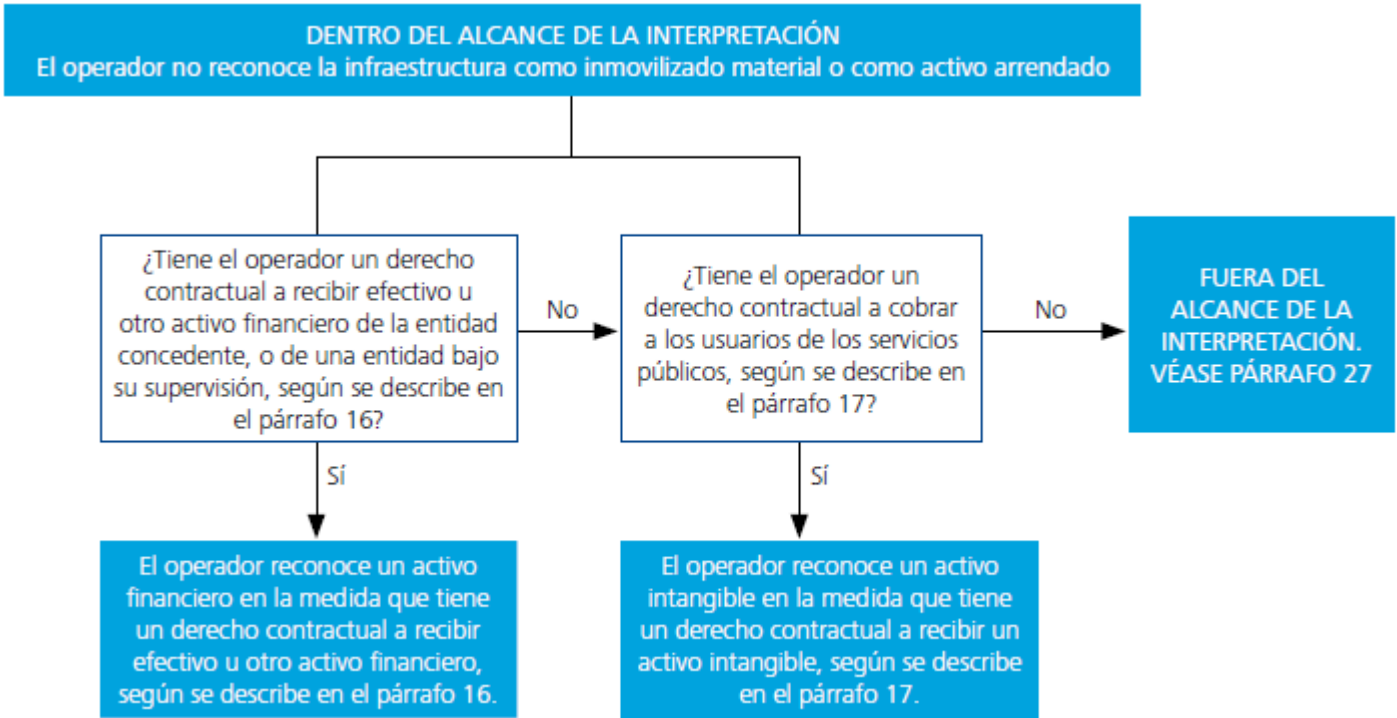 DENTRO DEL ALCANCE DE LA INTERPRETACIÓN
El operador no reconoce la infraestructura como inmovilizado material o como activo arrendado
¿Tiene el operador un derecho
contractual a recibir efectivo u
otro activo financiero de la entidad
concedente, o de una entidad bajo
su supervisión, según se describe en
el párrafo 16?
No
¿Tiene el operador un
derecho contractual a cobrar
a los usuarios de los servicios
públicos, según se describe en
el párrafo 17?
No
FUERA DEL
ALCANCE DE LA
INTERPRETACIÓN.
VÉASE PÁRRAFO 27
Sí
Sí
El operador reconoce un activo
financiero en la medida que tiene
un derecho contractual a recibir
efectivo u otro activo financiero,
según se describe en el párrafo 16.
El operador reconoce un activo
intangible en la medida que tiene
un derecho contractual a recibir un
activo intangible, según se describe
en el párrafo 17.